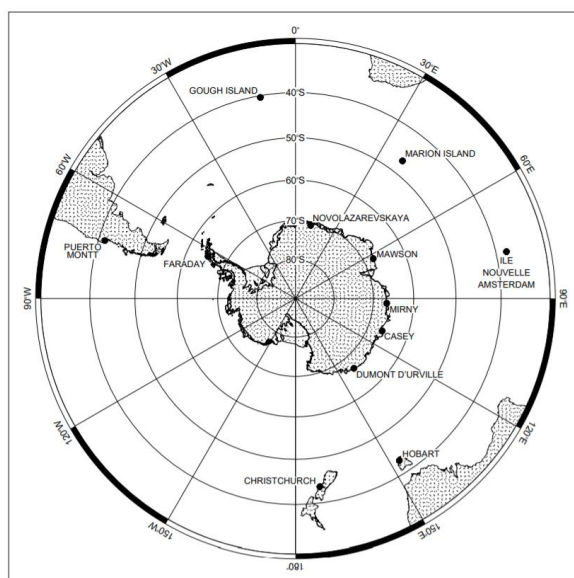 0°
30°W
30°E
GOUGH ISLAND
40°S
50°S
MARION ISLAND
60°W
60°E
60°S
70°S
NOVOLAZAREVSKAYA
PUERTO
MONTT
FARADAY
80°S
MAWSON
ILE
NOUVELLE
AMSTERDAM
90°W
90°E
MIRNY
CASEY
DUMONT D'URVILLE
120°W
120°E
HOBART
CHRISTCHURCH
150°W
150°E
180°